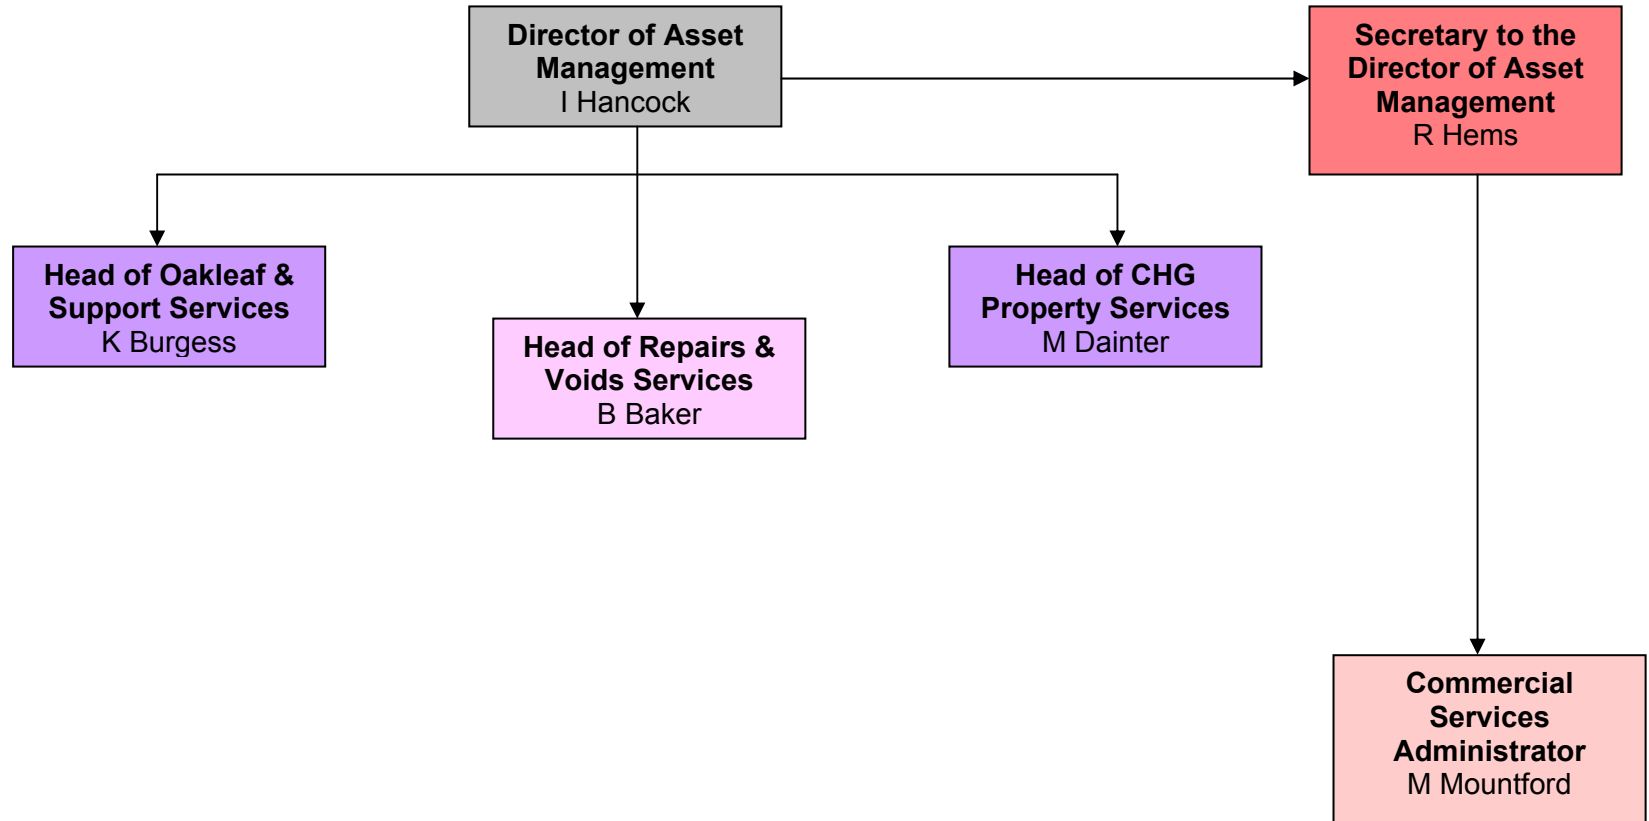 Director of Asset
Management
I Hancock
Secretary to the
Director of Asset
Management
R Hems
Head of Oakleaf &
Support Services
K Burgess
Head of Repairs &
Voids Services
B Baker
Head of CHG
Property Services
M Dainter
Commercial
Services
Administrator
M Mountford